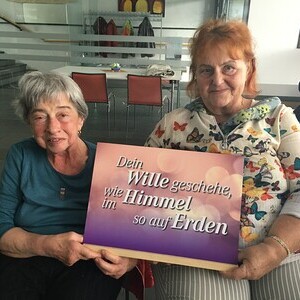 Dein
Wille geschehe,
wie Himmel
im
so auf Erden